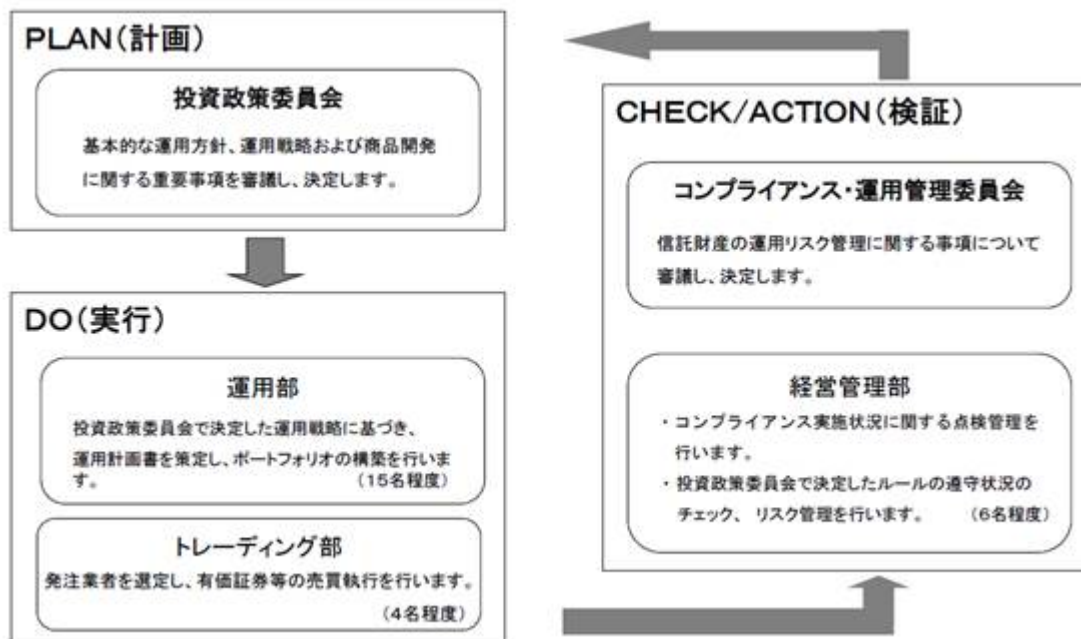 PLAN(計画)
投資政策委員会
基本的な運用方針、運用戦略および商品開発
に関する重要事項を審議し、決定します。
DO(実行)
運用部
投資政策委員会で決定した運用戦略に基づき、
運用計画書を策定し、ポートフォリオの構築を行いま
す。 (15名程度)
トレーディング部
発注業者を選定し、有価証券等の売買執行を行います。
(4名程度)
CHECK/ACTION(検証)
コンプライアンス・運用管理委員会
信託財産の運用リスク管理に関する事項について
審議し、決定します。
経営管理部
・コンプライアンス実施状況に関する点検管理を
行います。
・投資政策委員会で決定したルールの遵守状況の
チェック、リスク管理を行います。 (6名程度)